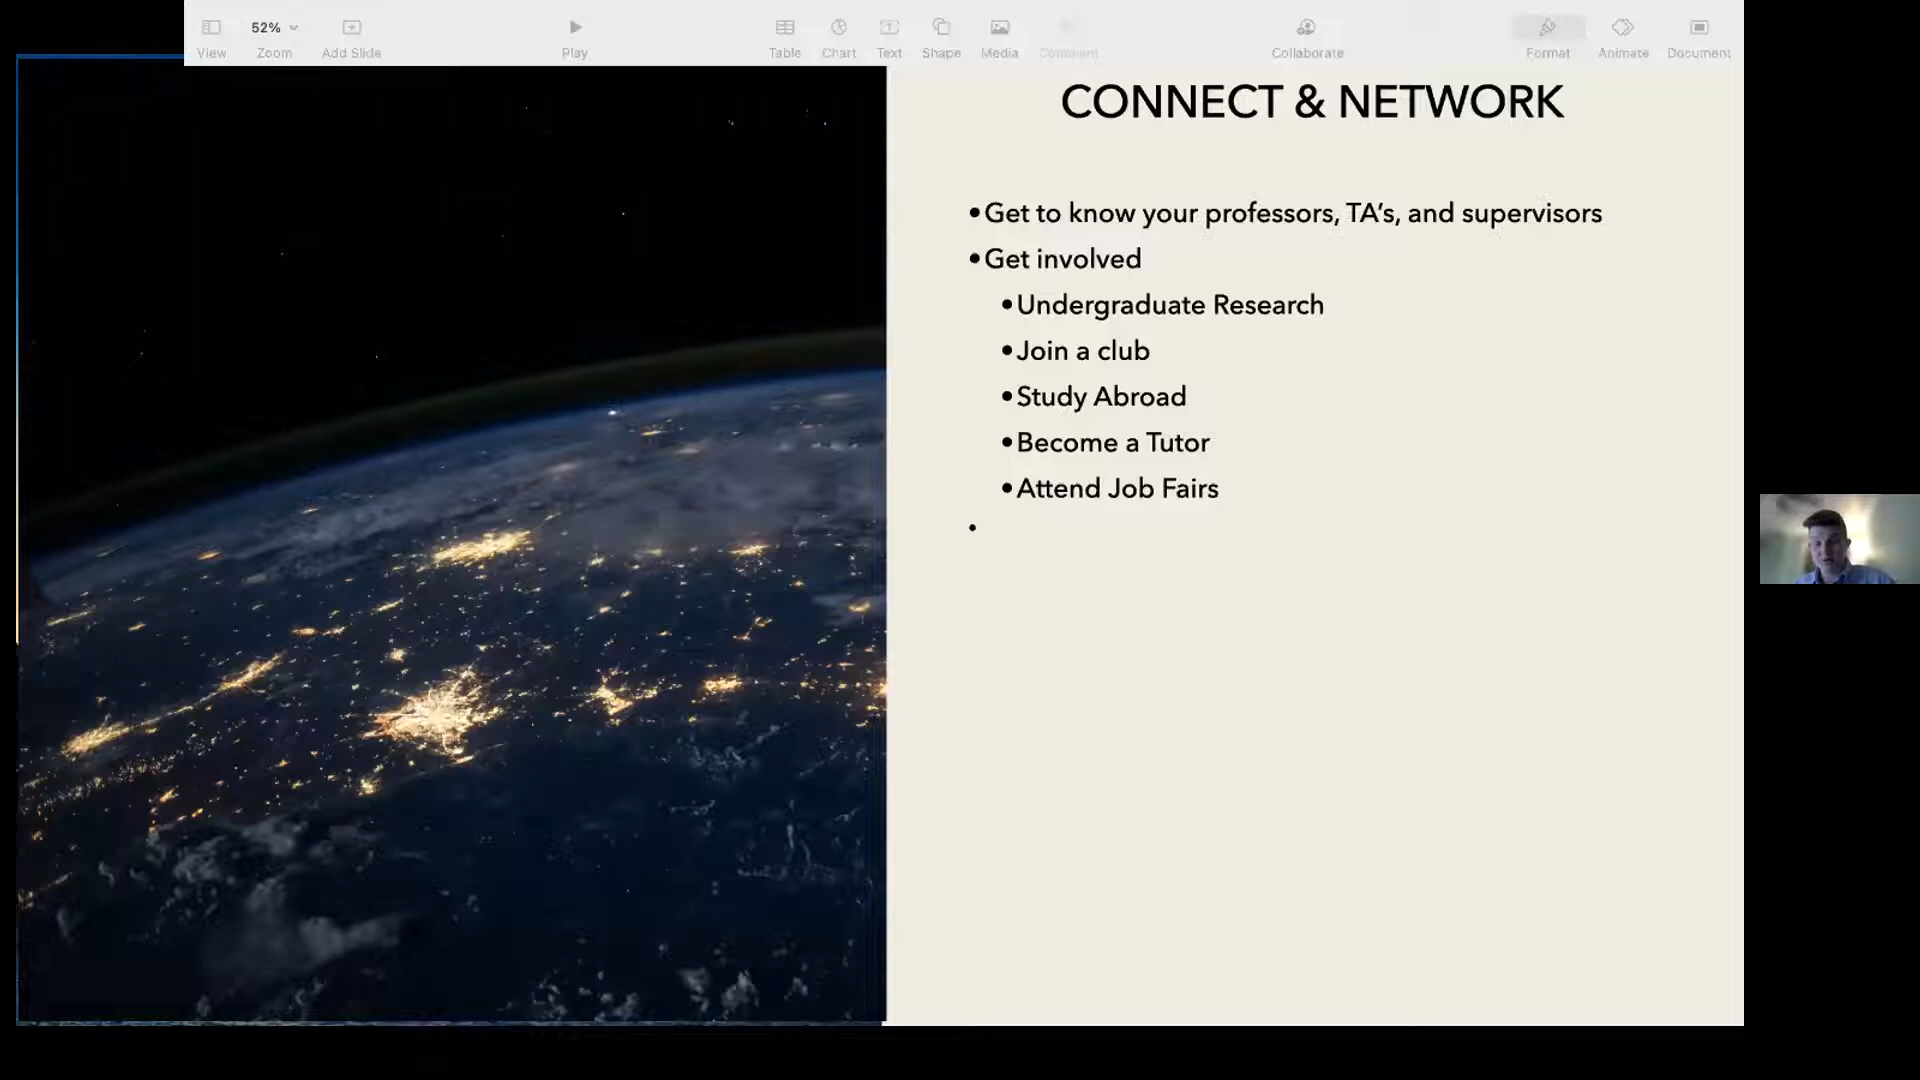 52%
View
Zoom
Add Slide
Play
Table
Chart
Text
Shape
Media
Comment
Collaborate
Format
Animate
Document
CONNECT & NETWORK
•Get to know your professors, TA's, and supervisors
•Get involved
•Undergraduate Research
•Join a club
•Study Abroad
•Become a Tutor
•Attend Job Fairs
•